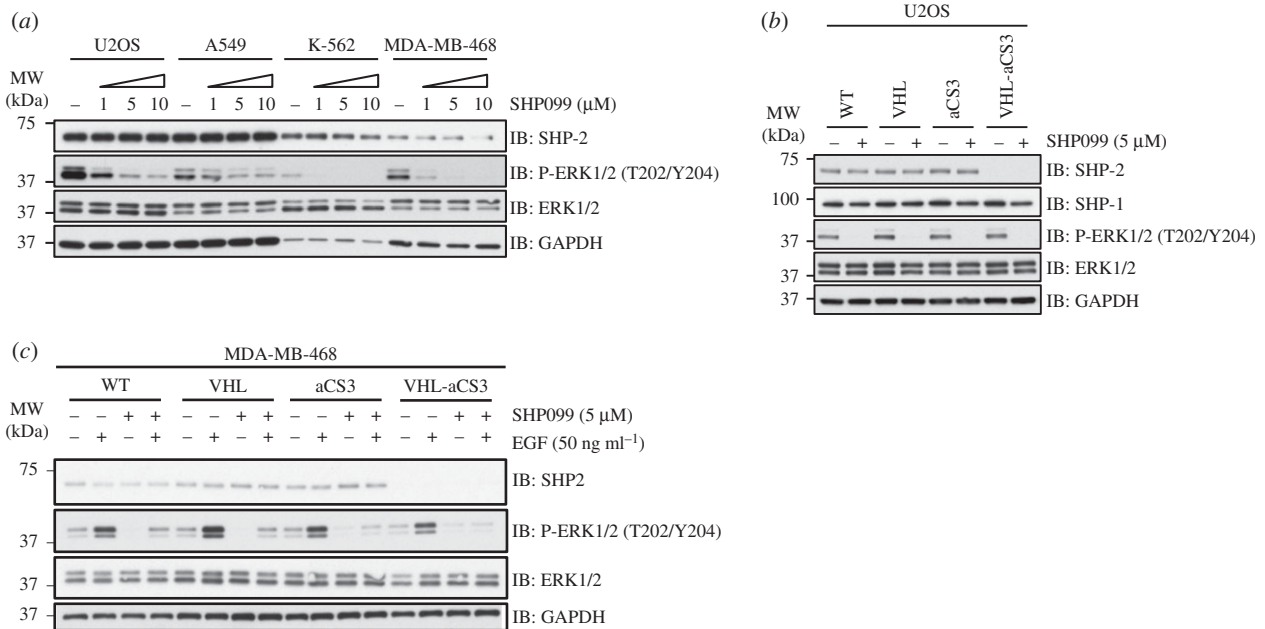 (a)
U2OS A549 K-562 MDA-MB-468
MW
(kDa)
– 1 5 10 – 1 5 10 – 1 5 10 – 1 5 10 SHP099 (µM)
75
IB: SHP-2
37
IB: P-ERK1/2 (T202/Y204)
37
IB: ERK1/2
37
IB: GAPDH
(b)
U2OS
WT VHL aCS3 VHL-aCS3
MW
(kDa)
– + – + – + – + SHP099 (5 µM)
75
IB: SHP-2
100
IB: SHP-1
37
IB: P-ERK1/2 (T202/Y204)
37
IB: ERK1/2
37
IB: GAPDH
(c)
MDA-MB-468
WT VHL aCS3 VHL-aCS3
MW
(kDa)
– – + + – – + + – – + + – – + + SHP099 (5 µM)
– + – + – + – + – + – + – + – + EGF (50 ng ml⁻¹)
75
IB: SHP2
37
IB: P-ERK1/2 (T202/Y204)
37
IB: ERK1/2
37
IB: GAPDH